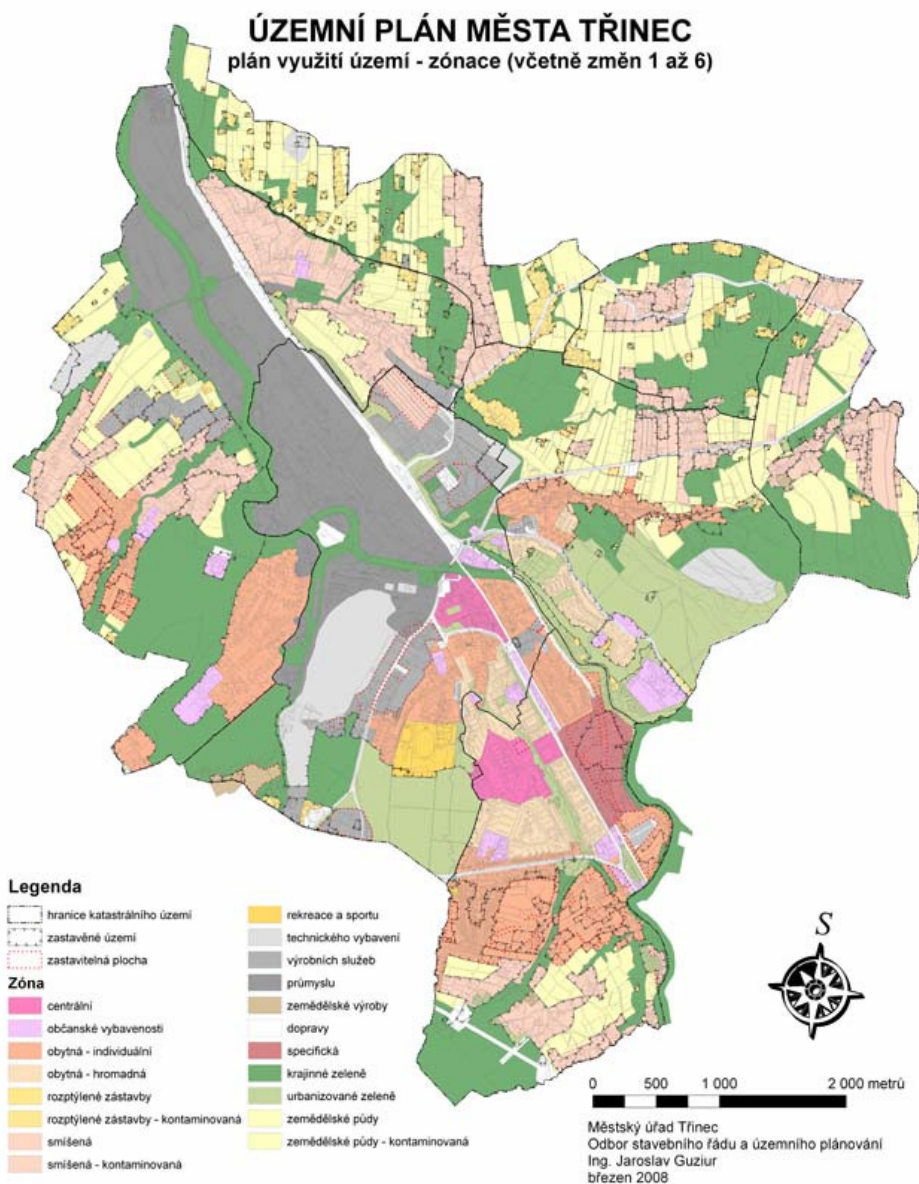 ÚZEMNÍ PLÁN MĚSTA TŘINEC
plán využití území - zónace (včetně změn 1 až 6)
Legenda
hranice katastrálního území
zastavěné území
zastavitelná plocha
Zóna
centrální
občanské vybavenosti
obytná - individuální
obytná - hromadná
rozptýlené zástavby
rozptýlené zástavby - kontaminovaná
smíšená
smíšená - kontaminovaná
rekreace a sportu
technického vybavení
výrobních služeb
průmyslu
zemědělské výroby
dopravy
specifická
krajinné zeleně
urbanizované zeleně
zemědělské půdy
zemědělské půdy - kontaminovaná
S
0 500 1 000 2 000 metrů
Městský úřad Třinec
Odbor stavebního řádu a územního plánování
Ing. Jaroslav Guziur
březen 2008